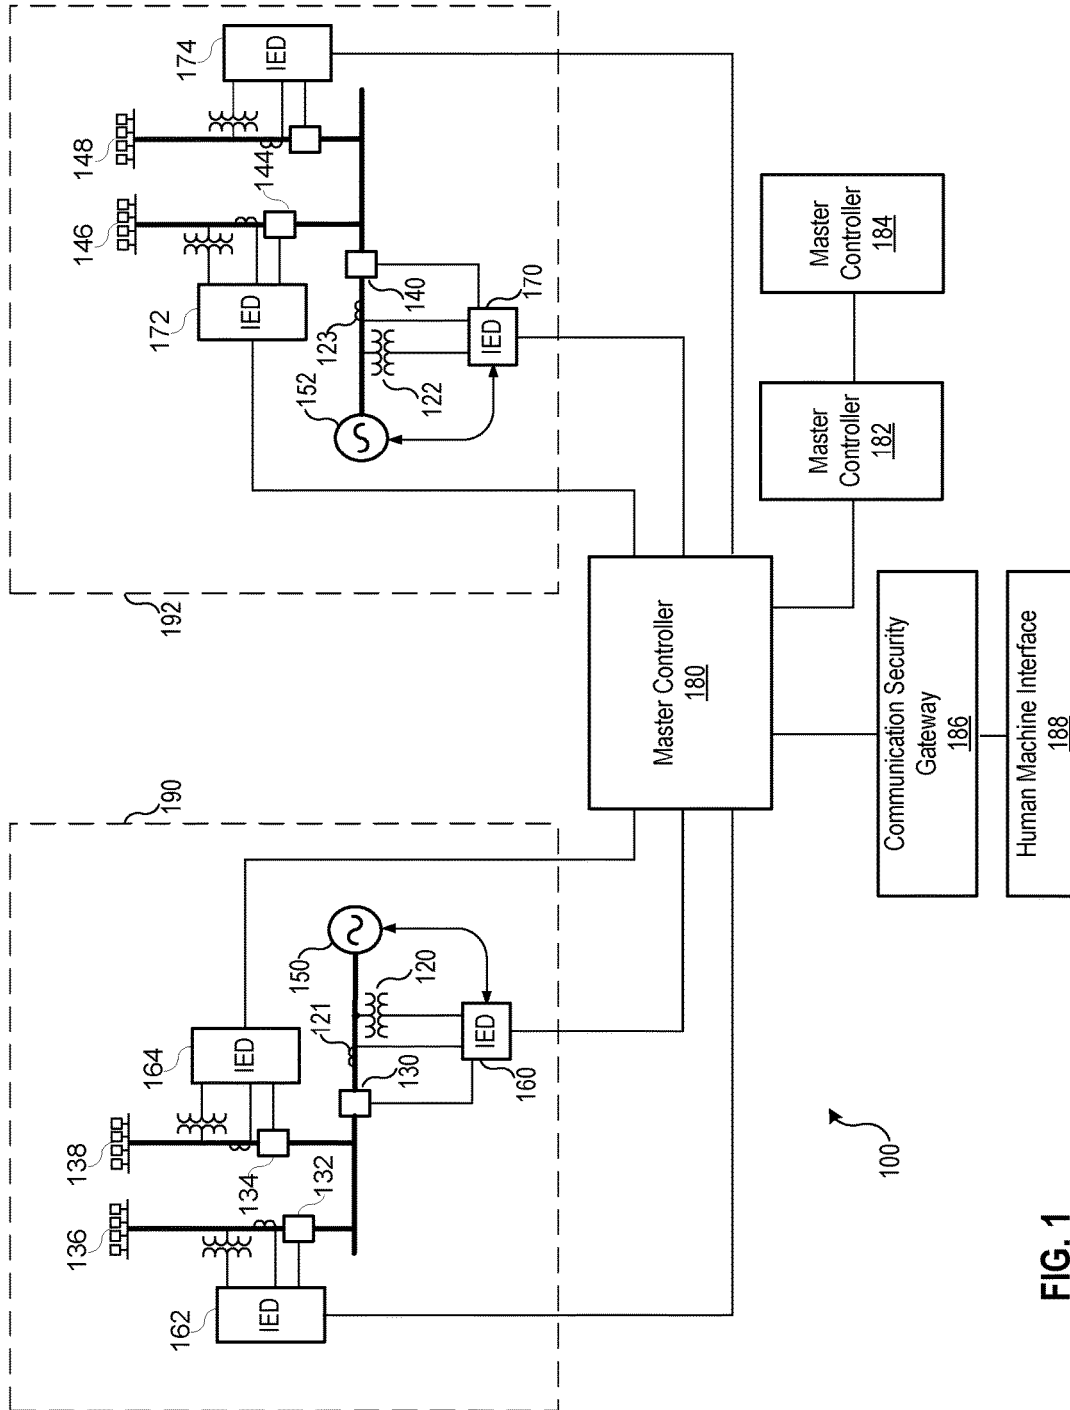 136
138
146
148
164
172
190
192
162
174
IED
IED
IED
IED
134
144
150
152
132
121
123
130
120
140
122
IED
IED
160
170
Master Controller
180
Master
Controller
182
Master
Controller
184
100
Communication Security
Gateway
186
Human Machine Interface
188
FIG. 1